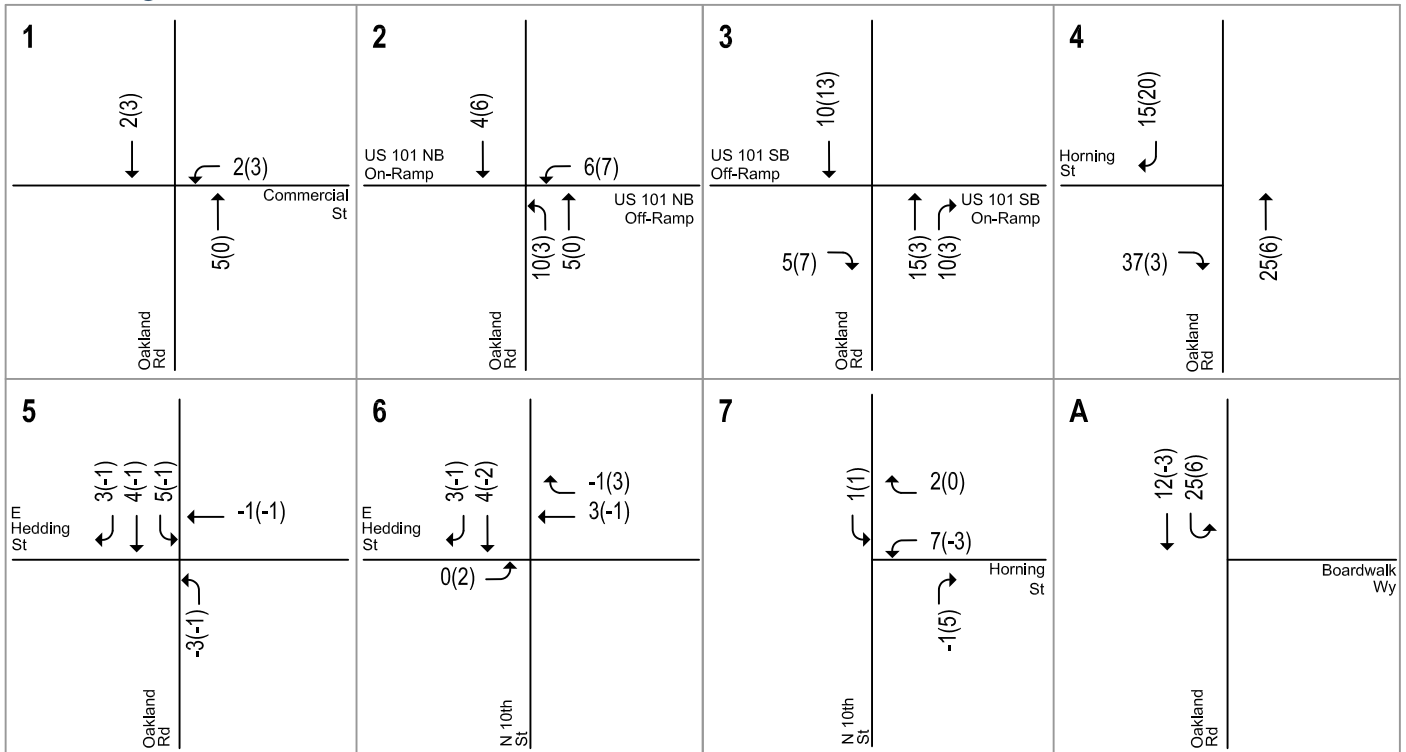 1
2(3)
2(3)
Commercial
St
5(0)
Oakland
Rd
2
4(6)
US 101 NB
On-Ramp
6(7)
US 101 NB
Off-Ramp
10(3)
5(0)
Oakland
Rd
3
10(13)
US 101 SB
Off-Ramp
US 101 SB
On-Ramp
5(7)
15(3)
10(3)
Oakland
Rd
4
15(20)
Horning
St
37(3)
25(6)
Oakland
Rd
5
3(-1)
4(-1)
5(-1)
E
Hedding
St
-1(-1)
-3(-1)
Oakland
Rd
6
3(-1)
4(-2)
-1(3)
3(-1)
E
Hedding
St
0(2)
N 10th
St
7
1(1)
2(0)
7(-3)
Horning
St
-1(5)
N 10th
St
A
12(-3)
25(6)
Boardwalk
Wy
Oakland
Rd